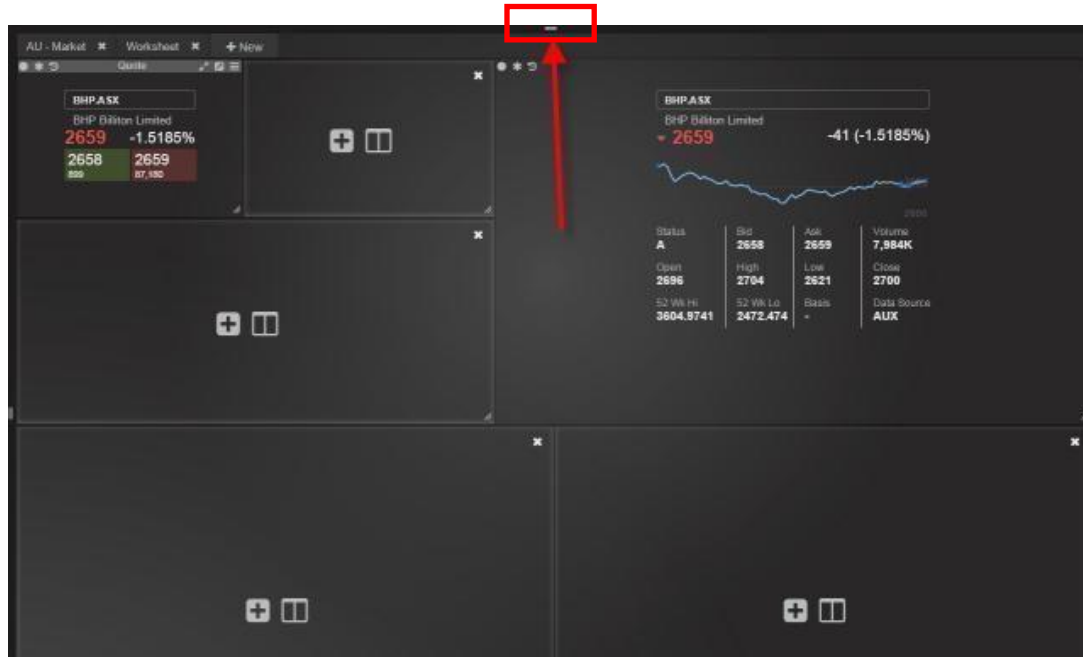 AU - Market Worksheet New
Quote
BHP.ASX
BHP Billiton Limited
2659 -1.5185%
2658 2659
899 87,180
BHP.ASX
BHP Billiton Limited
2659 -41 (-1.5185%)
2600
Status Bid Ask Volume
A 2658 2659 7,984K
Open High Low Close
2696 2704 2621 2700
52 Wk Hi 52 Wk Lo Basis Data Source
3604.9741 2472.474 - AUX